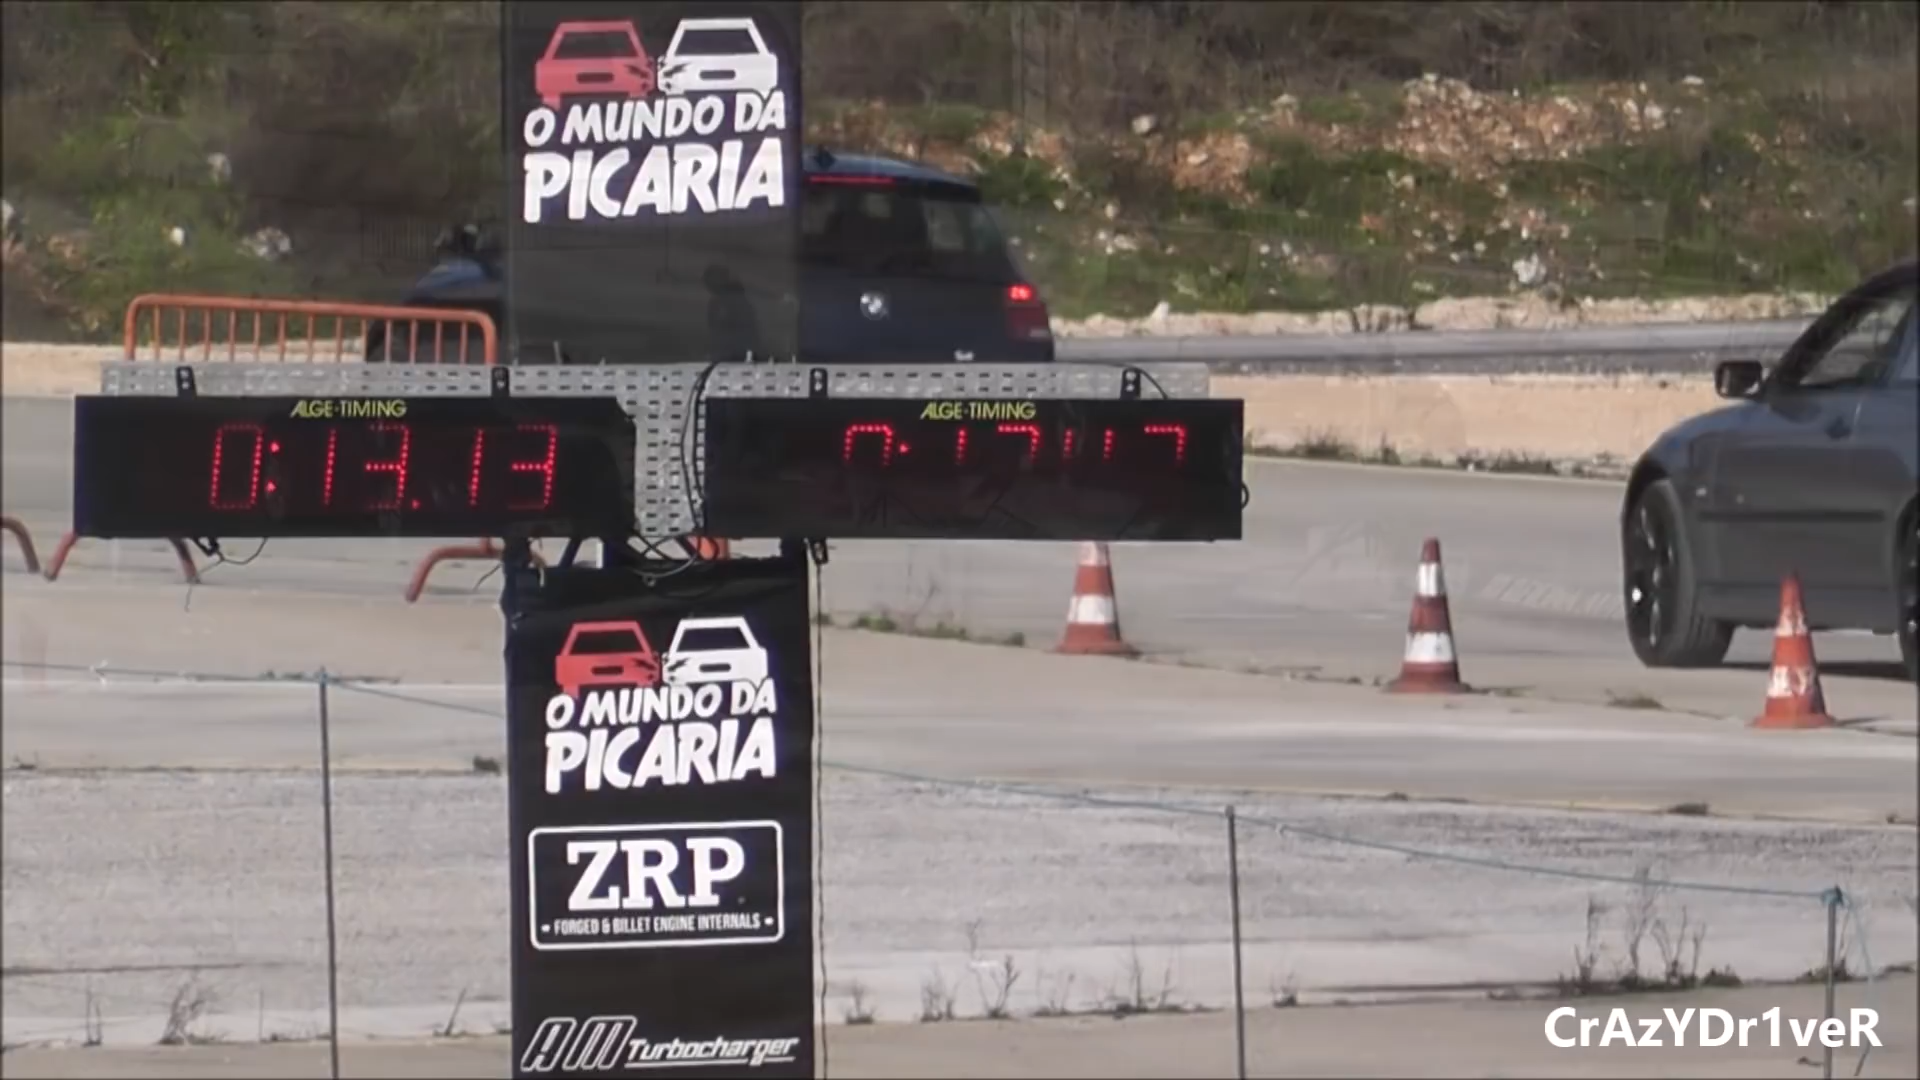 O MUNDO DA
PICARIA
ALGE-TIMING
0:13.13
ALGE-TIMING
O MUNDO DA
PICARIA
ZRP
FORGED & BILLET ENGINE INTERNALS
AM Turbocharger
CrAzYDr1veR